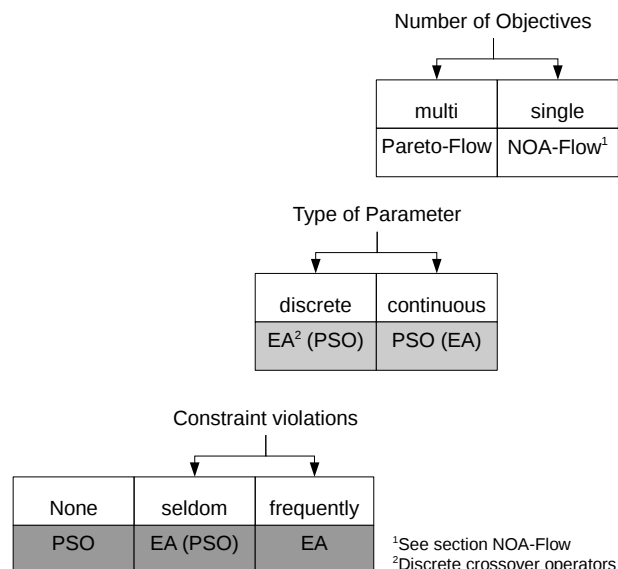 Number of Objectives
multi single
Pareto-Flow NOA-Flow¹
Type of Parameter
discrete continuous
EA² (PSO) PSO (EA)
Constraint violations
None seldom frequently
PSO EA (PSO) EA
¹See section NOA-Flow
²Discrete crossover operators